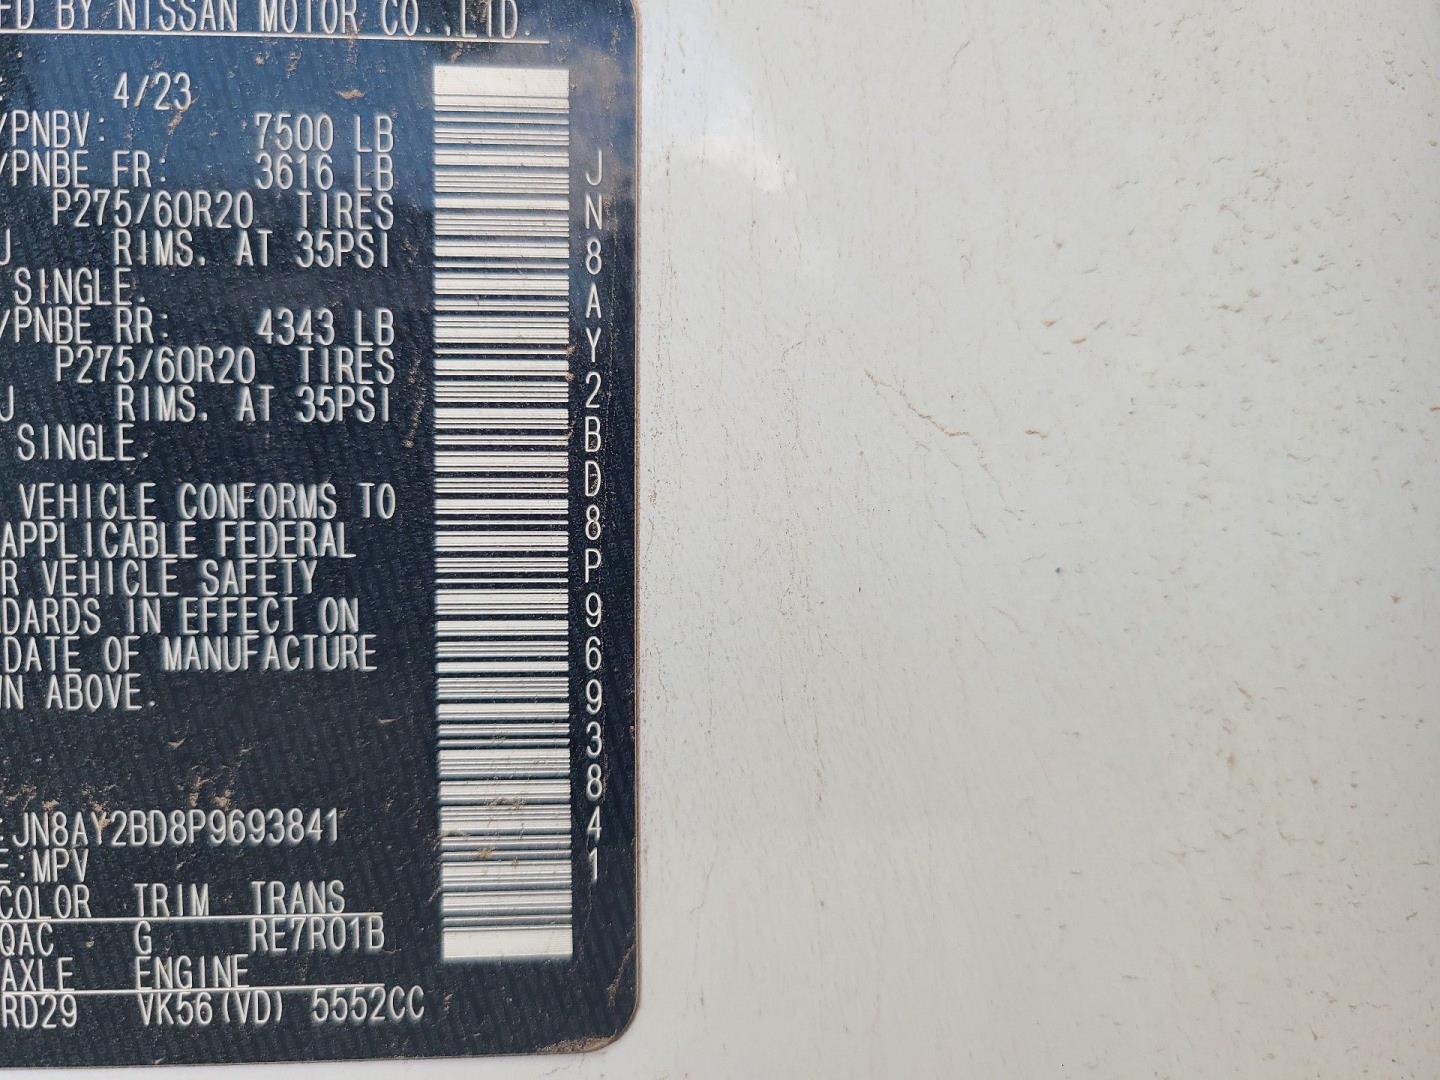 ED BY NISSAN MOTOR CO.,LTD.
: 4/23
/PNBV: 7500 LB
/PNBE FR: 3616 LB
P275/60R20 TIRES
J RIMS. AT 35PSI
SINGLE.
/PNBE RR: 4343 LB
P275/60R20 TIRES
J RIMS. AT 35PSI
SINGLE.
VEHICLE CONFORMS TO
APPLICABLE FEDERAL
R VEHICLE SAFETY
DARDS IN EFFECT ON
DATE OF MANUFACTURE
WN ABOVE.
:JN8AY2BD8P9693841
E:MPV
COLOR TRIM TRANS
QAC G RE7R01B
AXLE ENGINE
RD29 VK56(VD) 5552CC
JN8AY2BD8P9693841